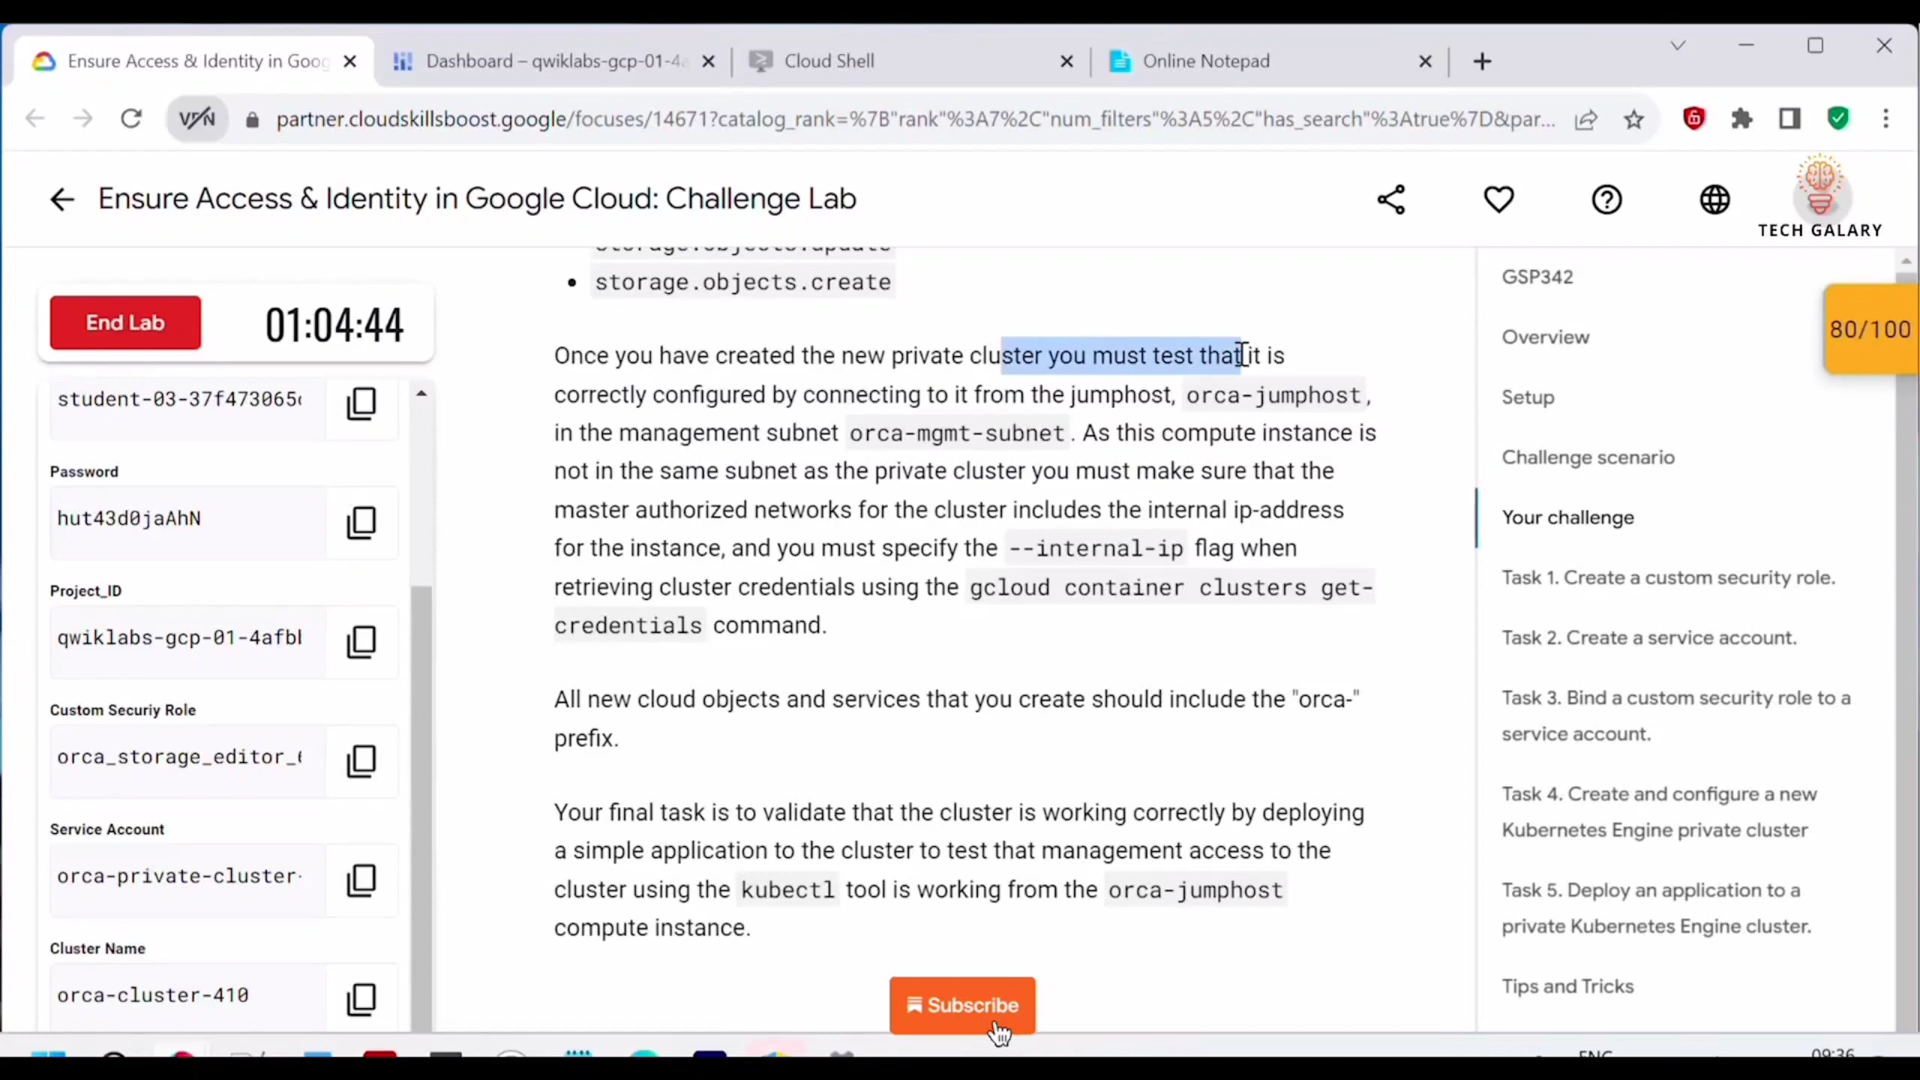 Ensure Access & Identity in Goog
Dashboard – qwiklabs-gcp-01-4a
Cloud Shell
Online Notepad
VPN
partner.cloudskillsboost.google/focuses/14671?catalog_rank=%7B"rank"%3A7%2C"num_filters"%3A5%2C"has_search"%3Atrue%7D&par...
Ensure Access & Identity in Google Cloud: Challenge Lab
TECH GALARY
End Lab
01:04:44
student-03-37f473065c
Password
hut43d0jaAhN
Project_ID
qwiklabs-gcp-01-4afbl
Custom Securiy Role
orca_storage_editor_6
Service Account
orca-private-cluster-
Cluster Name
orca-cluster-410
storage.objects.update
storage.objects.create
Once you have created the new private cluster you must test that it is
correctly configured by connecting to it from the jumphost, orca-jumphost,
in the management subnet orca-mgmt-subnet. As this compute instance is
not in the same subnet as the private cluster you must make sure that the
master authorized networks for the cluster includes the internal ip-address
for the instance, and you must specify the --internal-ip flag when
retrieving cluster credentials using the gcloud container clusters get-
credentials command.
All new cloud objects and services that you create should include the "orca-"
prefix.
Your final task is to validate that the cluster is working correctly by deploying
a simple application to the cluster to test that management access to the
cluster using the kubectl tool is working from the orca-jumphost
compute instance.
Subscribe
GSP342
80/100
Overview
Setup
Challenge scenario
Your challenge
Task 1. Create a custom security role.
Task 2. Create a service account.
Task 3. Bind a custom security role to a
service account.
Task 4. Create and configure a new
Kubernetes Engine private cluster
Task 5. Deploy an application to a
private Kubernetes Engine cluster.
Tips and Tricks
ENG
09:36